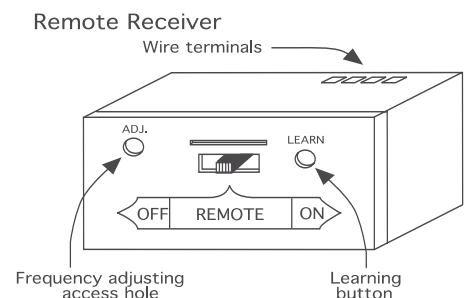 Remote Receiver
Wire terminals
ADJ.
LEARN
OFF REMOTE ON
Frequency adjusting
access hole
Learning
button